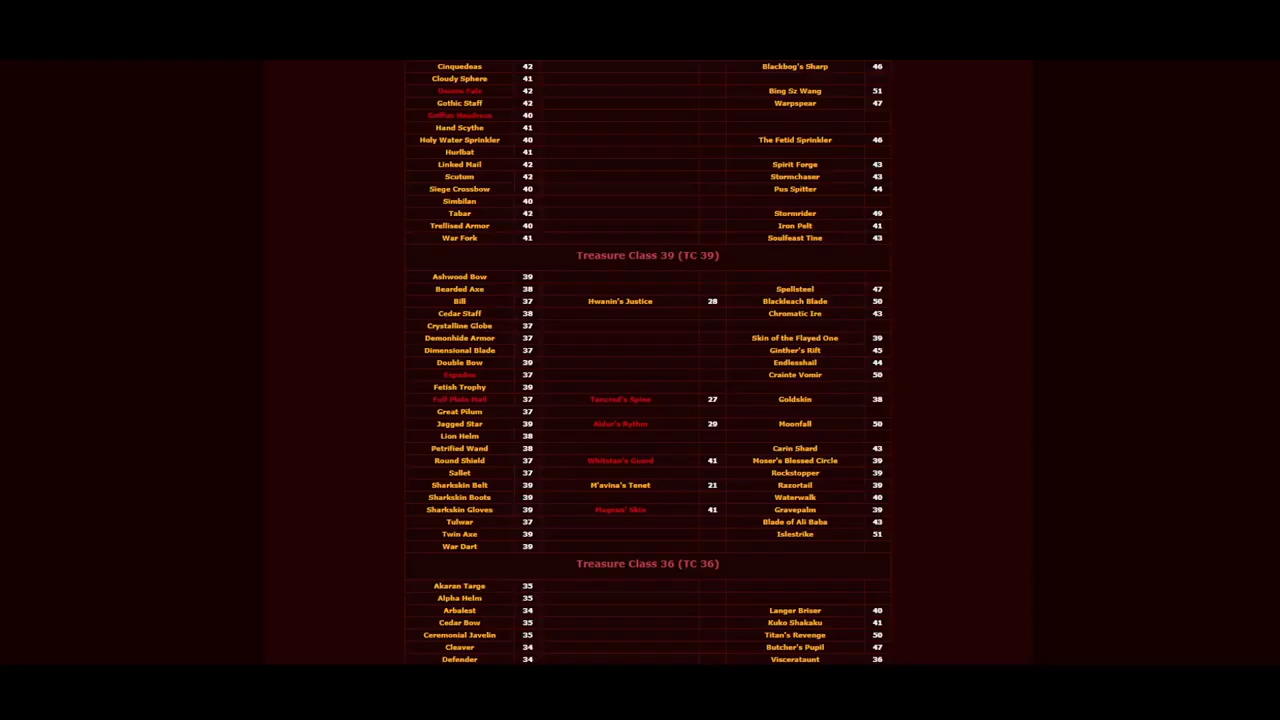 Cinquedeas 42 Blackbog's Sharp 46
Cloudy Sphere 41
42 Bing Sz Wang 51
Gothic Staff 42 Warpspear 47
40
Hand Scythe 41
Holy Water Sprinkler 40 The Fetid Sprinkler 46
Hurlbat 41
Linked Mail 42 Spirit Forge 43
Scutum 42 Stormchaser 43
Siege Crossbow 40 Pus Spitter 44
Simbilan 40
Tabar 42 Stormrider 49
Trellised Armor 40 Iron Pelt 41
War Fork 41 Soulfeast Tine 43
Treasure Class 39 (TC 39)
Ashwood Bow 39
Bearded Axe 38 Spellsteel 47
Bill 37 Hwanin's Justice 28 Blackleach Blade 50
Cedar Staff 38 Chromatic Ire 43
Crystalline Globe 37
Demonhide Armor 37 Skin of the Flayed One 39
Dimensional Blade 37 Ginther's Rift 45
Double Bow 39 Endlesshail 44
Espadon 37 Crainte Vomir 50
Fetish Trophy 39
Full Plate Mail 37 Tancred's Spine 27 Goldskin 38
Great Pilum 37
Jagged Star 39 Aldur's Rythm 29 Moonfall 50
Lion Helm 38
Petrified Wand 38 Carin Shard 43
Round Shield 37 Whitstan's Guard 41 Moser's Blessed Circle 39
Sallet 37 Rockstopper 39
Sharkskin Belt 39 M'avina's Tenet 21 Razortail 39
Sharkskin Boots 39 Waterwalk 40
Sharkskin Gloves 39 Magnus' Skin 41 Gravepalm 39
Tulwar 37 Blade of Ali Baba 43
Twin Axe 39 Islestrike 51
War Dart 39
Treasure Class 36 (TC 36)
Akaran Targe 35
Alpha Helm 35
Arbalest 34 Langer Briser 40
Cedar Bow 35 Kuko Shakaku 41
Ceremonial Javelin 35 Titan's Revenge 50
Cleaver 34 Butcher's Pupil 47
Defender 34 Viscerataunt 36